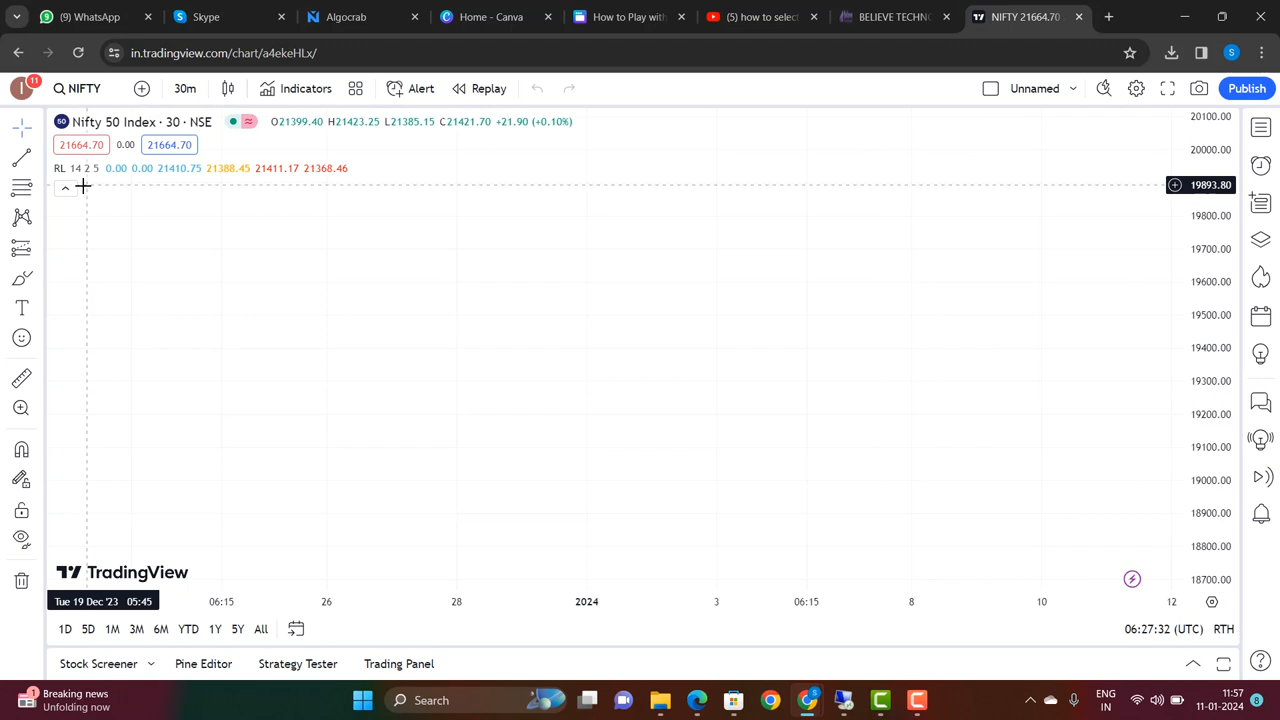 9
(9) WhatsApp
Skype
Algocrab
Home - Canva
How to Play with
(5) how to select
BELIEVE TECHNO
NIFTY 21664.70
in.tradingview.com/chart/a4ekeHLx/
S
I
11
NIFTY
30m
Indicators
Alert
Replay
Unnamed
Publish
50
Nifty 50 Index · 30 · NSE
O21399.40 H21423.25 L21385.15 C21421.70 +21.90 (+0.10%)
21664.70 0.00 21664.70
RL 14 2 5 0.00 0.00 21410.75 21388.45 21411.17 21368.46
20100.00
20000.00
19893.80
19800.00
19700.00
19600.00
19500.00
19400.00
19300.00
19200.00
19100.00
19000.00
18900.00
18800.00
18700.00
TradingView
Tue 19 Dec '23 05:45
06:15
26
28
2024
3
06:15
8
10
12
1D 5D 1M 3M 6M YTD 1Y 5Y All
06:27:32 (UTC) RTH
Stock Screener
Pine Editor
Strategy Tester
Trading Panel
1
Breaking news
Unfolding now
Search
S
ENG
IN
11:57
11-01-2024
8